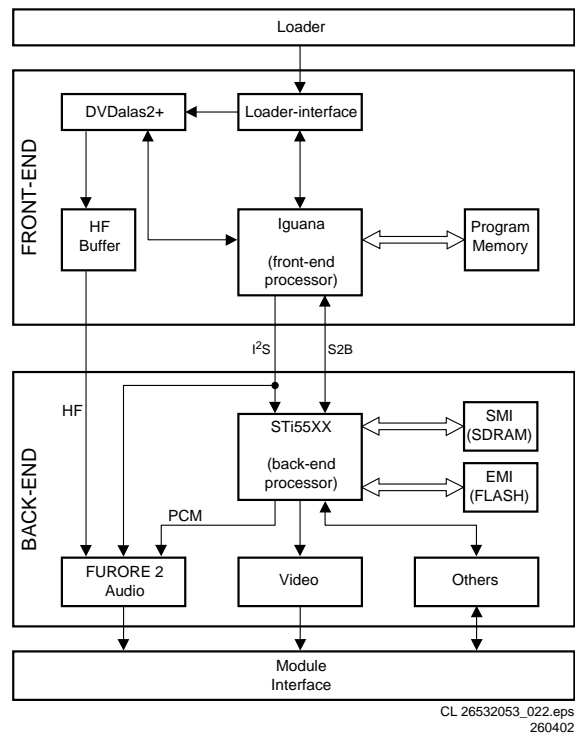 Loader
FRONT-END
DVDalas2+
Loader-interface
HF
Buffer
Iguana
(front-end
processor)
Program
Memory
I²S
S2B
BACK-END
HF
STi55XX
(back-end
processor)
SMI
(SDRAM)
EMI
(FLASH)
PCM
FURORE 2
Audio
Video
Others
Module
Interface
CL 26532053_022.eps
260402